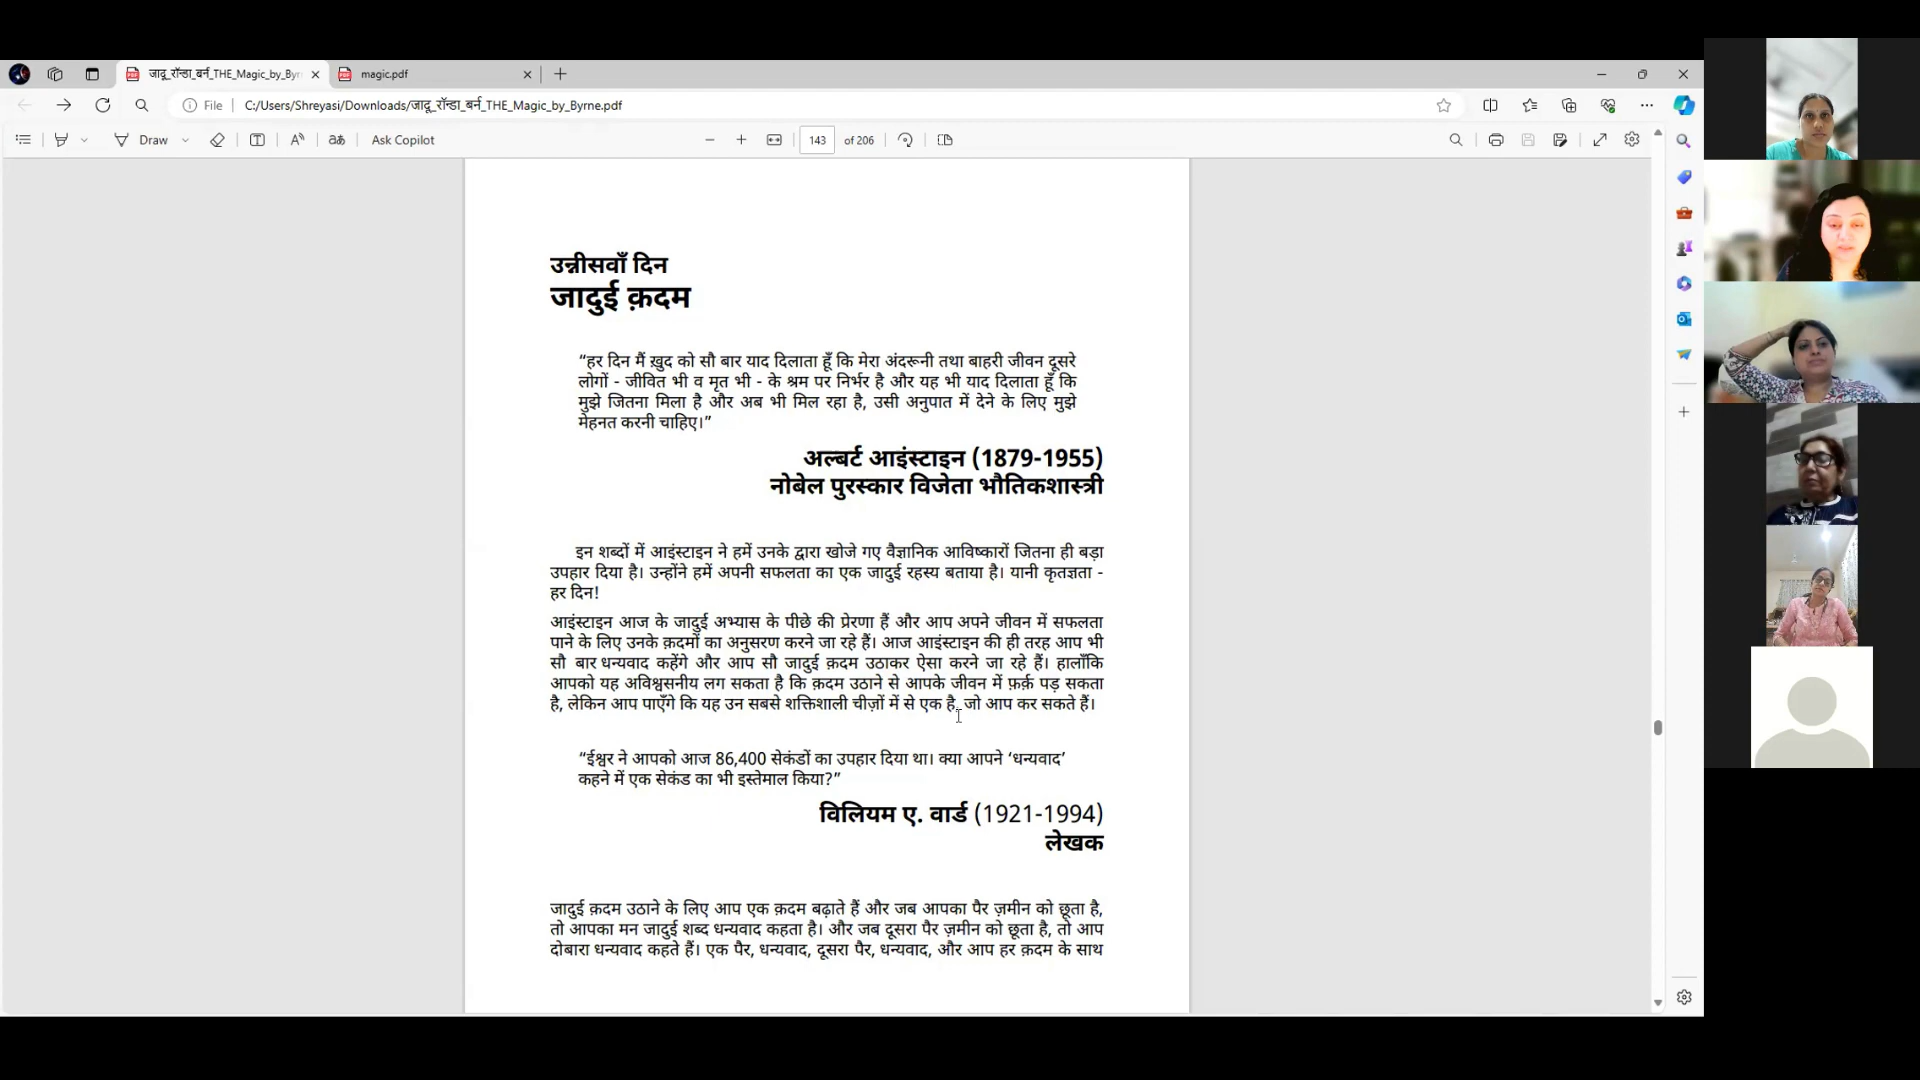 जादू_रॉन्डा_बर्न_THE_Magic_by_Byr
magic.pdf
File
C:/Users/Shreyasi/Downloads/जादू_रॉन्डा_बर्न_THE_Magic_by_Byrne.pdf
Draw
aあ
Ask Copilot
143
of 206
उन्नीसवाँ दिन
जादुई क़दम
“हर दिन मैं ख़ुद को सौ बार याद दिलाता हूँ कि मेरा अंदरूनी तथा बाहरी जीवन दूसरे
लोगों - जीवित भी व मृत भी - के श्रम पर निर्भर है और यह भी याद दिलाता हूँ कि
मुझे जितना मिला है और अब भी मिल रहा है, उसी अनुपात में देने के लिए मुझे
मेहनत करनी चाहिए।”
अल्बर्ट आइंस्टाइन (1879-1955)
नोबेल पुरस्कार विजेता भौतिकशास्त्री
इन शब्दों में आइंस्टाइन ने हमें उनके द्वारा खोजे गए वैज्ञानिक आविष्कारों जितना ही बड़ा
उपहार दिया है। उन्होंने हमें अपनी सफलता का एक जादुई रहस्य बताया है। यानी कृतज्ञता -
हर दिन!
आइंस्टाइन आज के जादुई अभ्यास के पीछे की प्रेरणा हैं और आप अपने जीवन में सफलता
पाने के लिए उनके क़दमों का अनुसरण करने जा रहे हैं। आज आइंस्टाइन की ही तरह आप भी
सौ बार धन्यवाद कहेंगे और आप सौ जादुई क़दम उठाकर ऐसा करने जा रहे हैं। हालाँकि
आपको यह अविश्वसनीय लग सकता है कि क़दम उठाने से आपके जीवन में फ़र्क़ पड़ सकता
है, लेकिन आप पाएँगे कि यह उन सबसे शक्तिशाली चीज़ों में से एक है, जो आप कर सकते हैं।
“ईश्वर ने आपको आज 86,400 सेकंडों का उपहार दिया था। क्या आपने ‘धन्यवाद’
कहने में एक सेकंड का भी इस्तेमाल किया?”
विलियम ए. वार्ड (1921-1994)
लेखक
जादुई क़दम उठाने के लिए आप एक क़दम बढ़ाते हैं और जब आपका पैर ज़मीन को छूता है,
तो आपका मन जादुई शब्द धन्यवाद कहता है। और जब दूसरा पैर ज़मीन को छूता है, तो आप
दोबारा धन्यवाद कहते हैं। एक पैर, धन्यवाद, दूसरा पैर, धन्यवाद, और आप हर क़दम के साथ